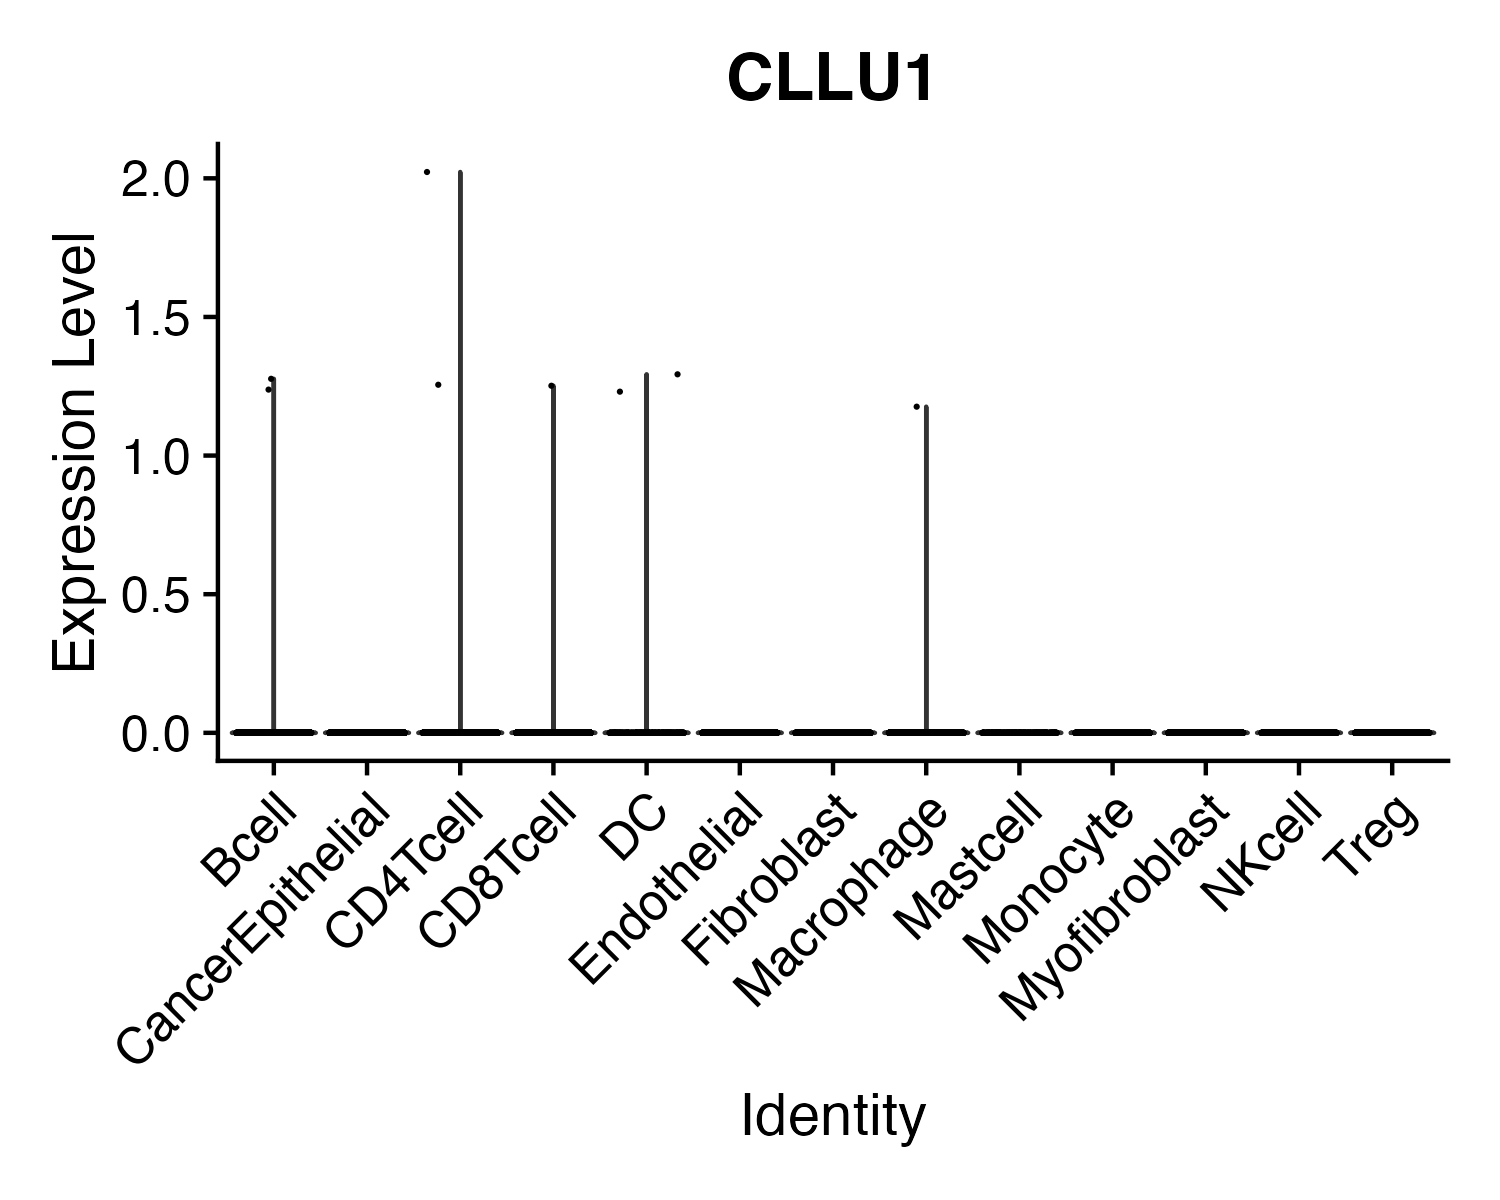 CLLU1
Expression Level
2.0
1.5
1.0
0.5
0.0
Bcell
CancerEpithelial
CD4Tcell
CD8Tcell
DC
Endothelial
Fibroblast
Macrophage
Mastcell
Monocyte
Myofibroblast
NKcell
Treg
Identity